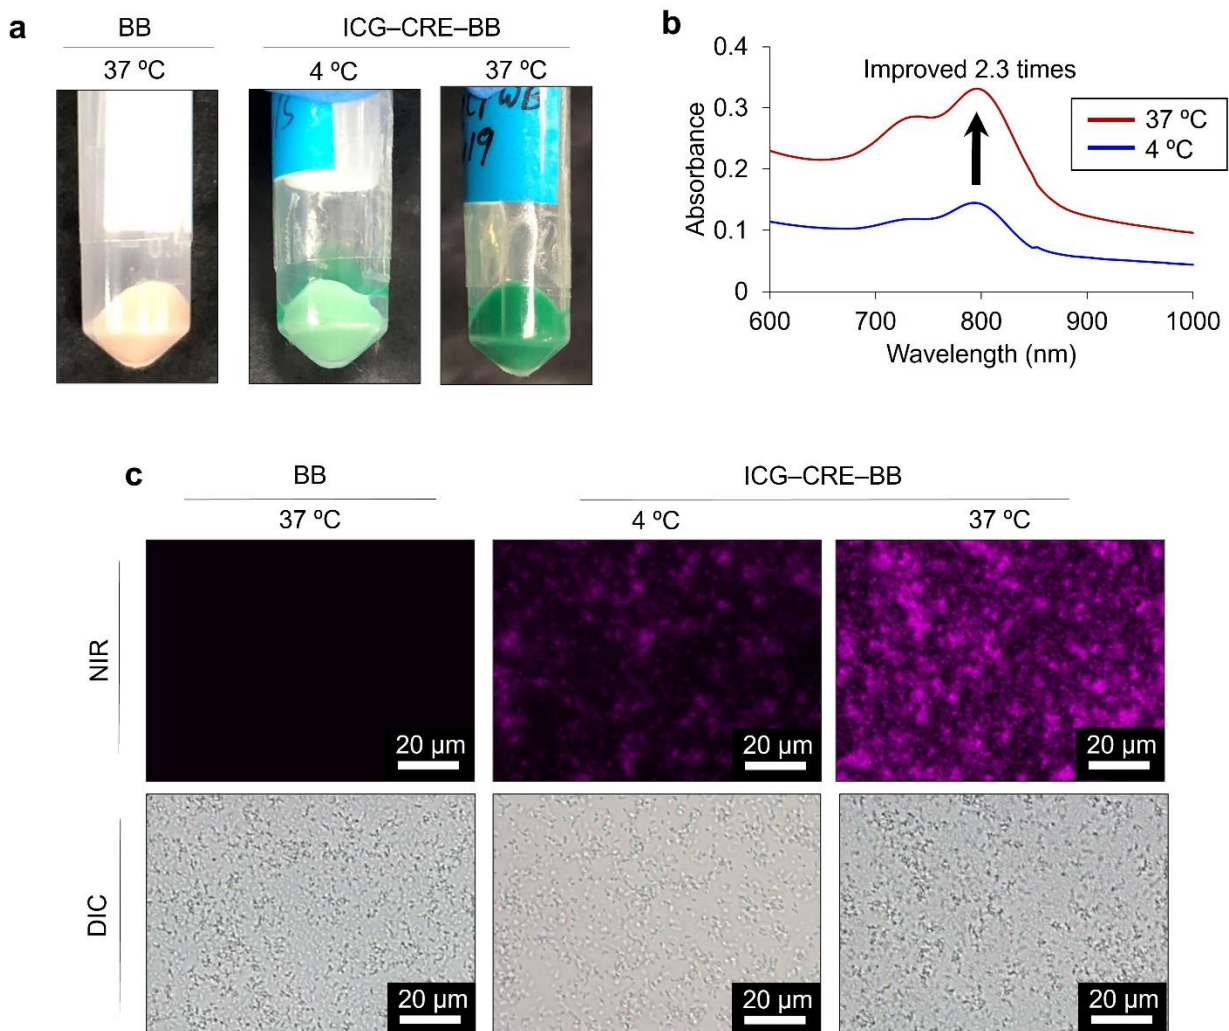 a
BB
ICG–CRE–BB
37 ºC
4 ºC
37 ºC
b
0.4
0.3
0.2
0.1
0
Absorbance
Improved 2.3 times
37 ºC
4 ºC
600
700
800
900
1000
Wavelength (nm)
c
BB
ICG–CRE–BB
37 ºC
4 ºC
37 ºC
NIR
20 µm
20 µm
20 µm
DIC
20 µm
20 µm
20 µm